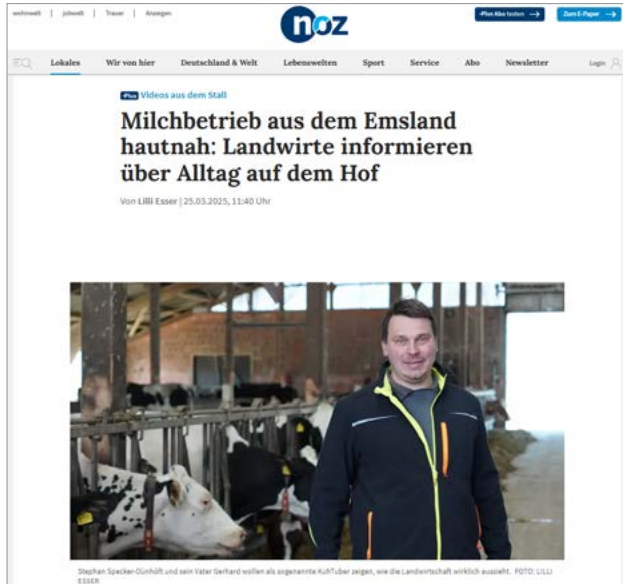 wohnwelt | jobwelt | Trauer | Anzeigen
noz
+Plus Abo testen →
Zum E-Paper →
Lokales Wir von hier Deutschland & Welt Lebenswelten Sport Service Abo Newsletter Login
+Plus Videos aus dem Stall
Milchbetrieb aus dem Emsland
hautnah: Landwirte informieren
über Alltag auf dem Hof
Von Lilli Esser | 25.03.2025, 11:40 Uhr
Stephan Specker-Dünhöft und sein Vater Gerhard wollen als sogenannte KuhTuber zeigen, wie die Landwirtschaft wirklich aussieht. FOTO: LILLI
ESSER